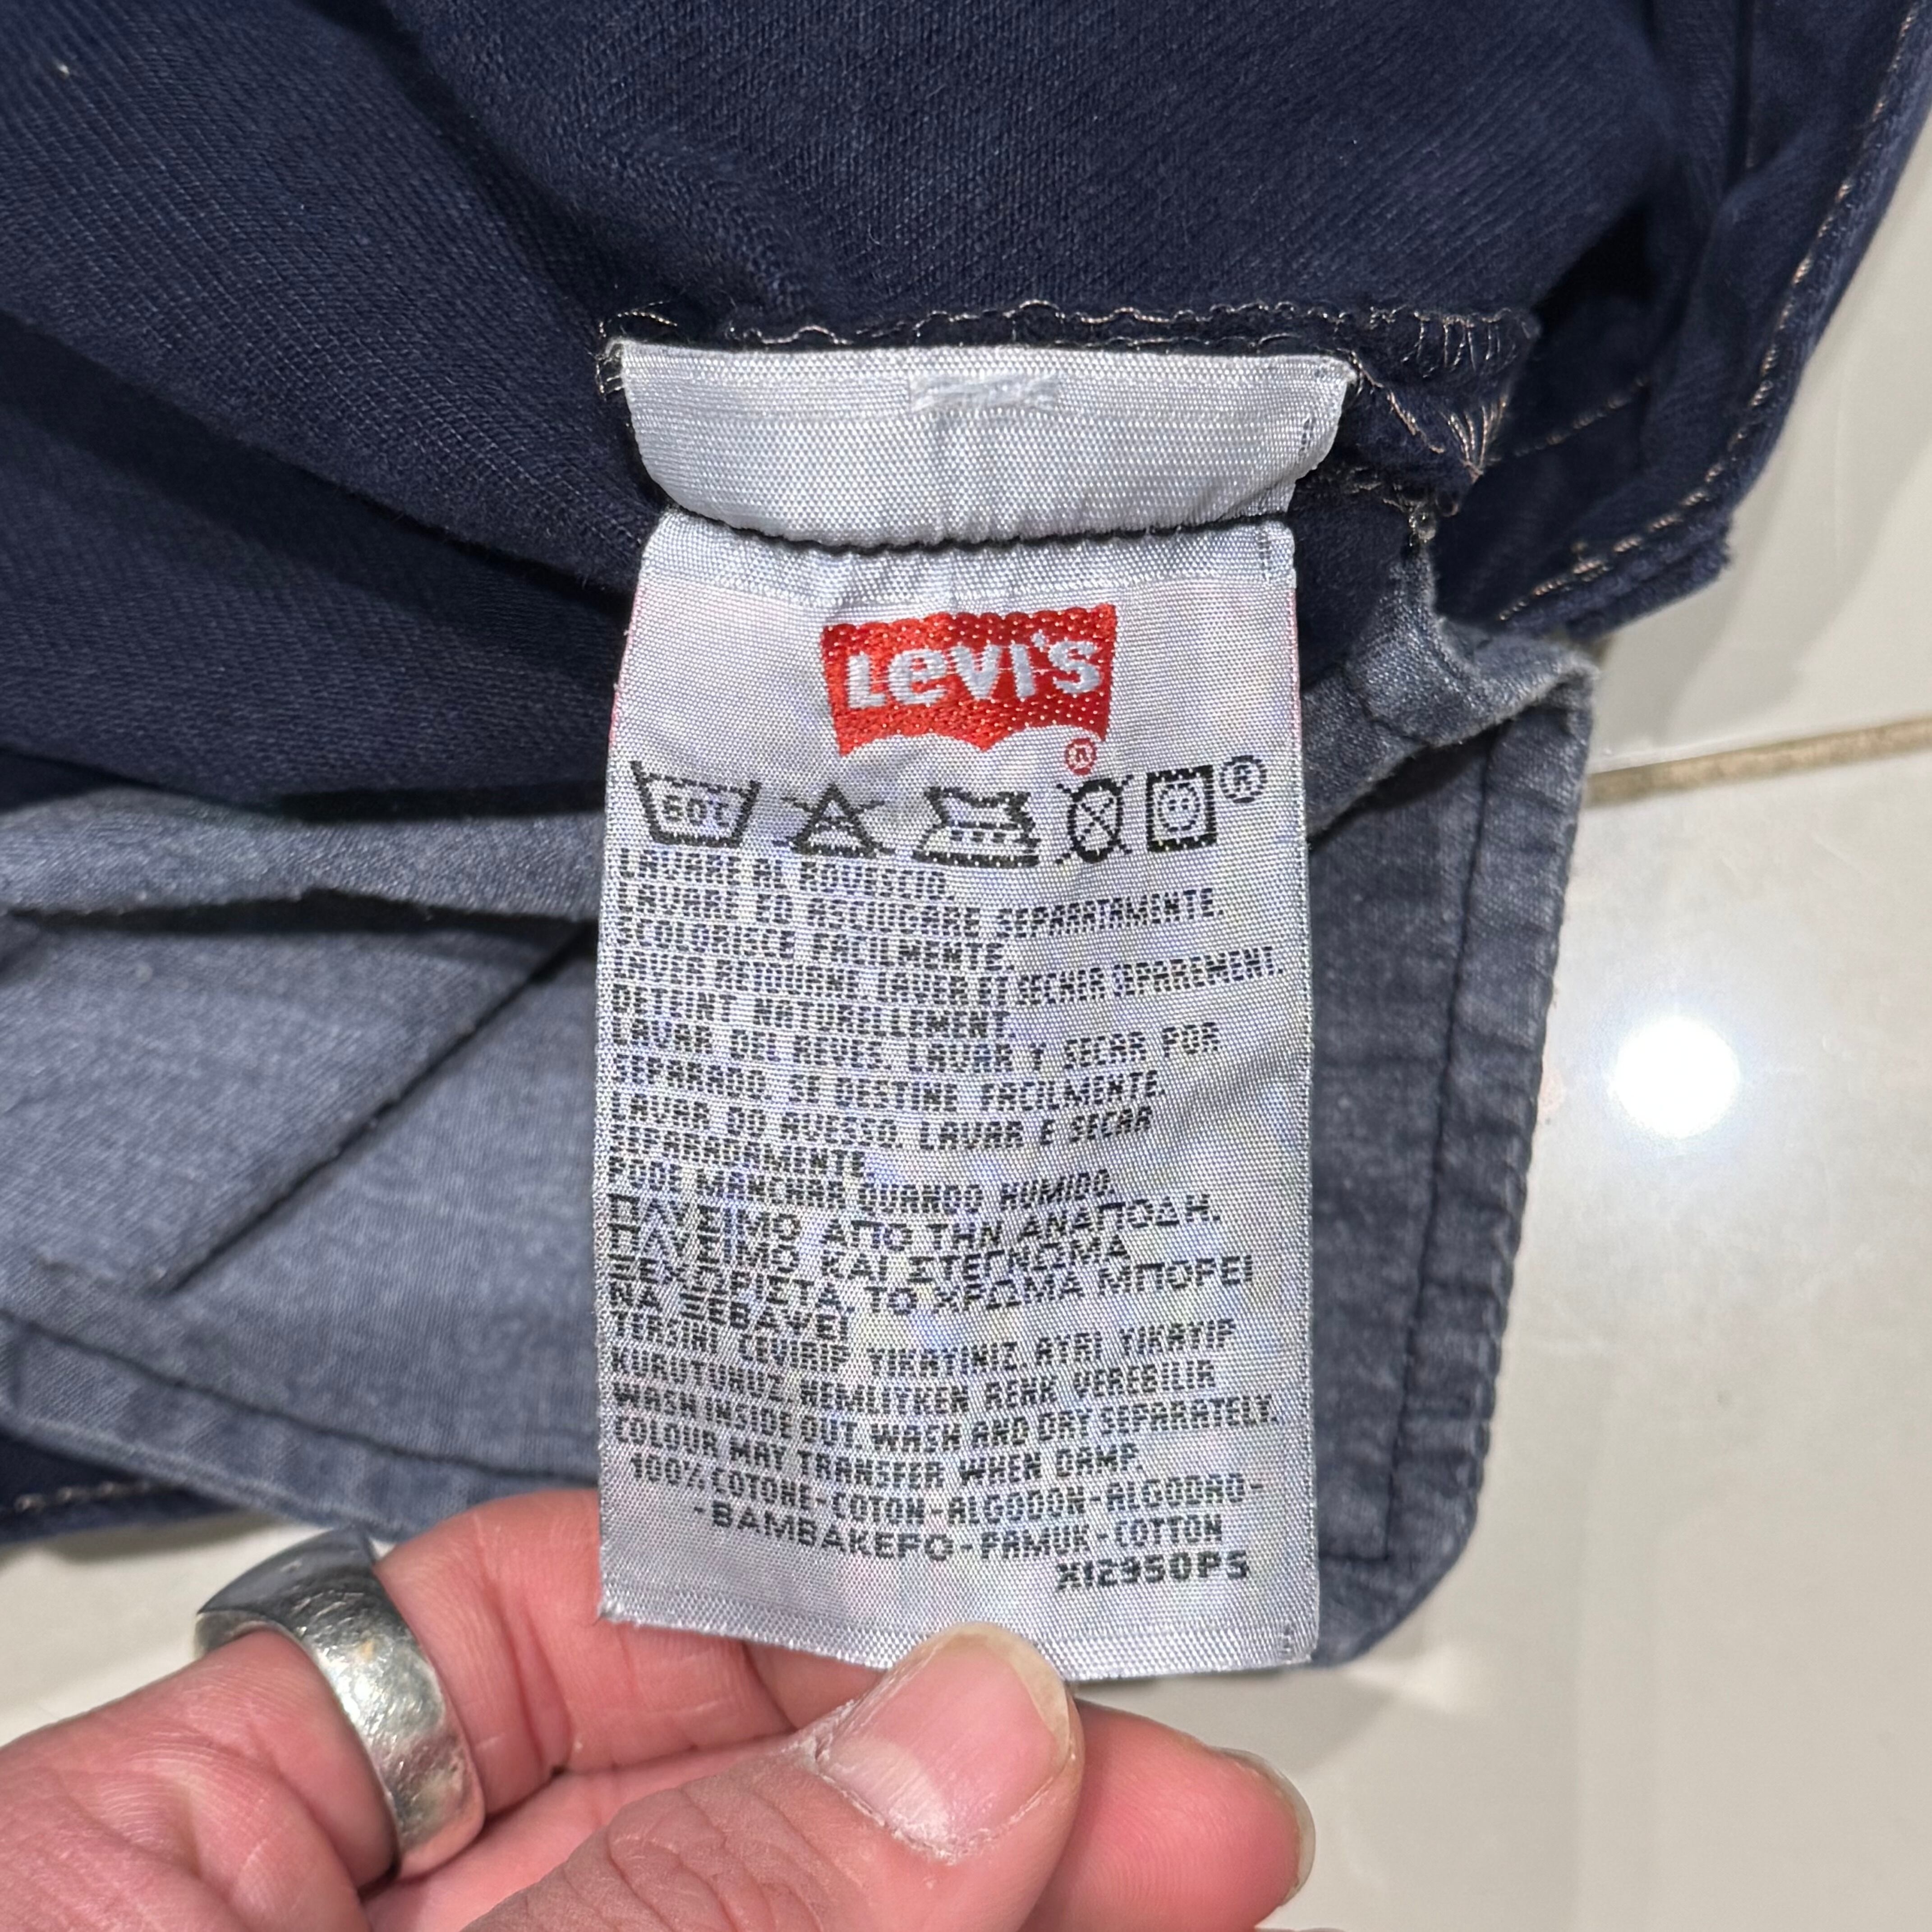 LEVI'S
®
60°C ®
LAVARE AL ROVESCIO.
LAVARE ED ASCIUGARE SEPARATAMENTE.
SCOLORISCE FACILMENTE.
LAVER RETOURNE. LAVER ET SECHER SEPAREMENT.
DETEINT NATURELLEMENT.
LAVAR DEL REVES. LAVAR Y SECAR POR
SEPARADO. SE DESTINE FACILMENTE.
LAVAR DO AVESSO. LAVAR E SECAR
SEPARADAMENTE.
PODE MANCHAR QUANDO HUMIDO.
ΠΛΥΣΙΜΟ ΑΠΟ ΤΗΝ ΑΝΑΠΟΔΗ.
ΠΛΥΣΙΜΟ ΚΑΙ ΣΤΕΓΝΩΜΑ
ΞΕΧΩΡΙΣΤΑ. ΤΟ ΧΡΩΜΑ ΜΠΟΡΕΙ
ΝΑ ΞΕΒΑΨΕΙ
TERSINI CEVIRIP YIKAYINIZ. AYRI YIKAYIP
KURUTUNUZ. NEMLIYKEN RENK VEREBILIR
WASH INSIDE OUT. WASH AND DRY SEPARATELY.
COLOUR MAY TRANSFER WHEN DAMP.
100% COTONE-COTON-ALGODON-ALGODAO-
-ΒΑΜΒΑΚΕΡΟ-PAMUK-COTTON
X12950PS